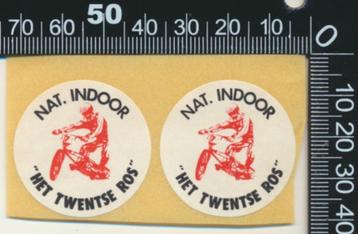 50
70 60 40 30 20 10 0
10 20 30 40
NAT. INDOOR
"HET TWENTSE ROS"
NAT. INDOOR
"HET TWENTSE ROS"